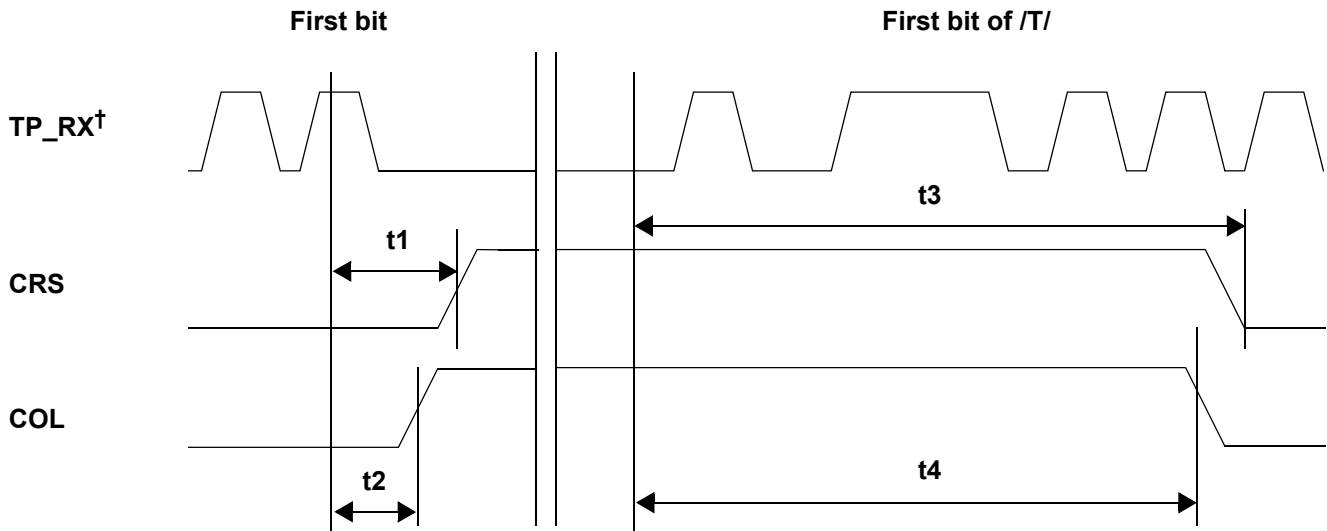 First bit
First bit of /T/
TP_RX†
t3
t1
CRS
COL
t4
t2